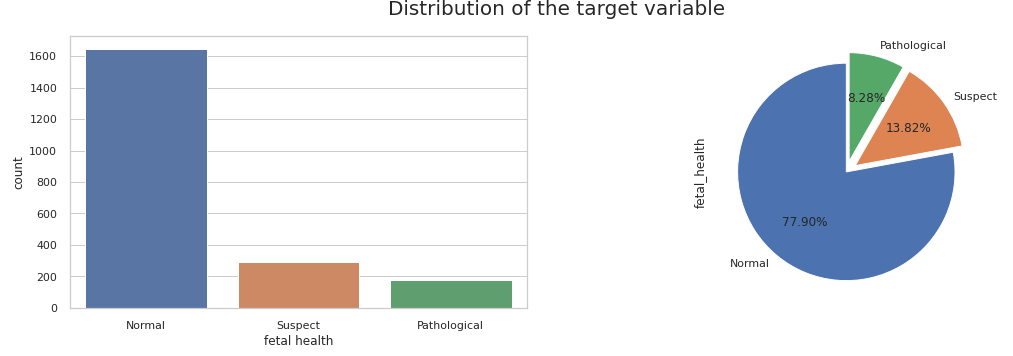 Distribution of the target variable
1600
1400
1200
1000
800
600
400
200
0
count
Normal
Suspect
Pathological
fetal health
Pathological
8.28%
Suspect
13.82%
fetal_health
77.90%
Normal